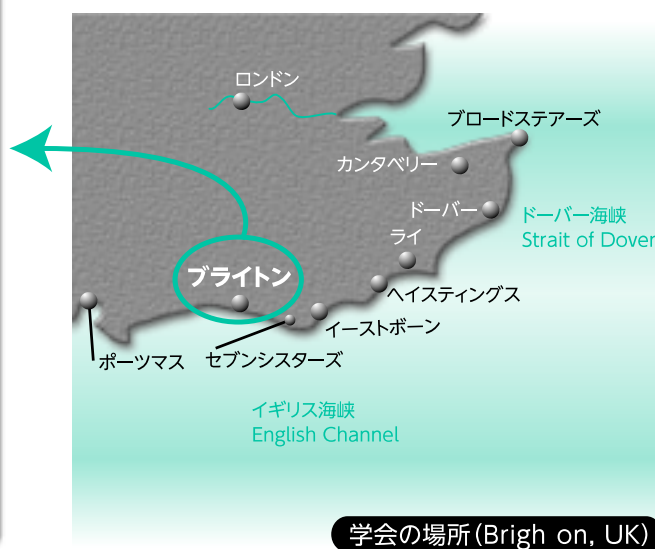 ロンドン
ブロードステアーズ
カンタベリー
ドーバー
ドーバー海峡
Strait of Dover
ライ
ブライトン
ヘイスティングス
イーストボーン
ポーツマス
セブンシスターズ
イギリス海峡
English Channel
学会の場所(Brigh on, UK)